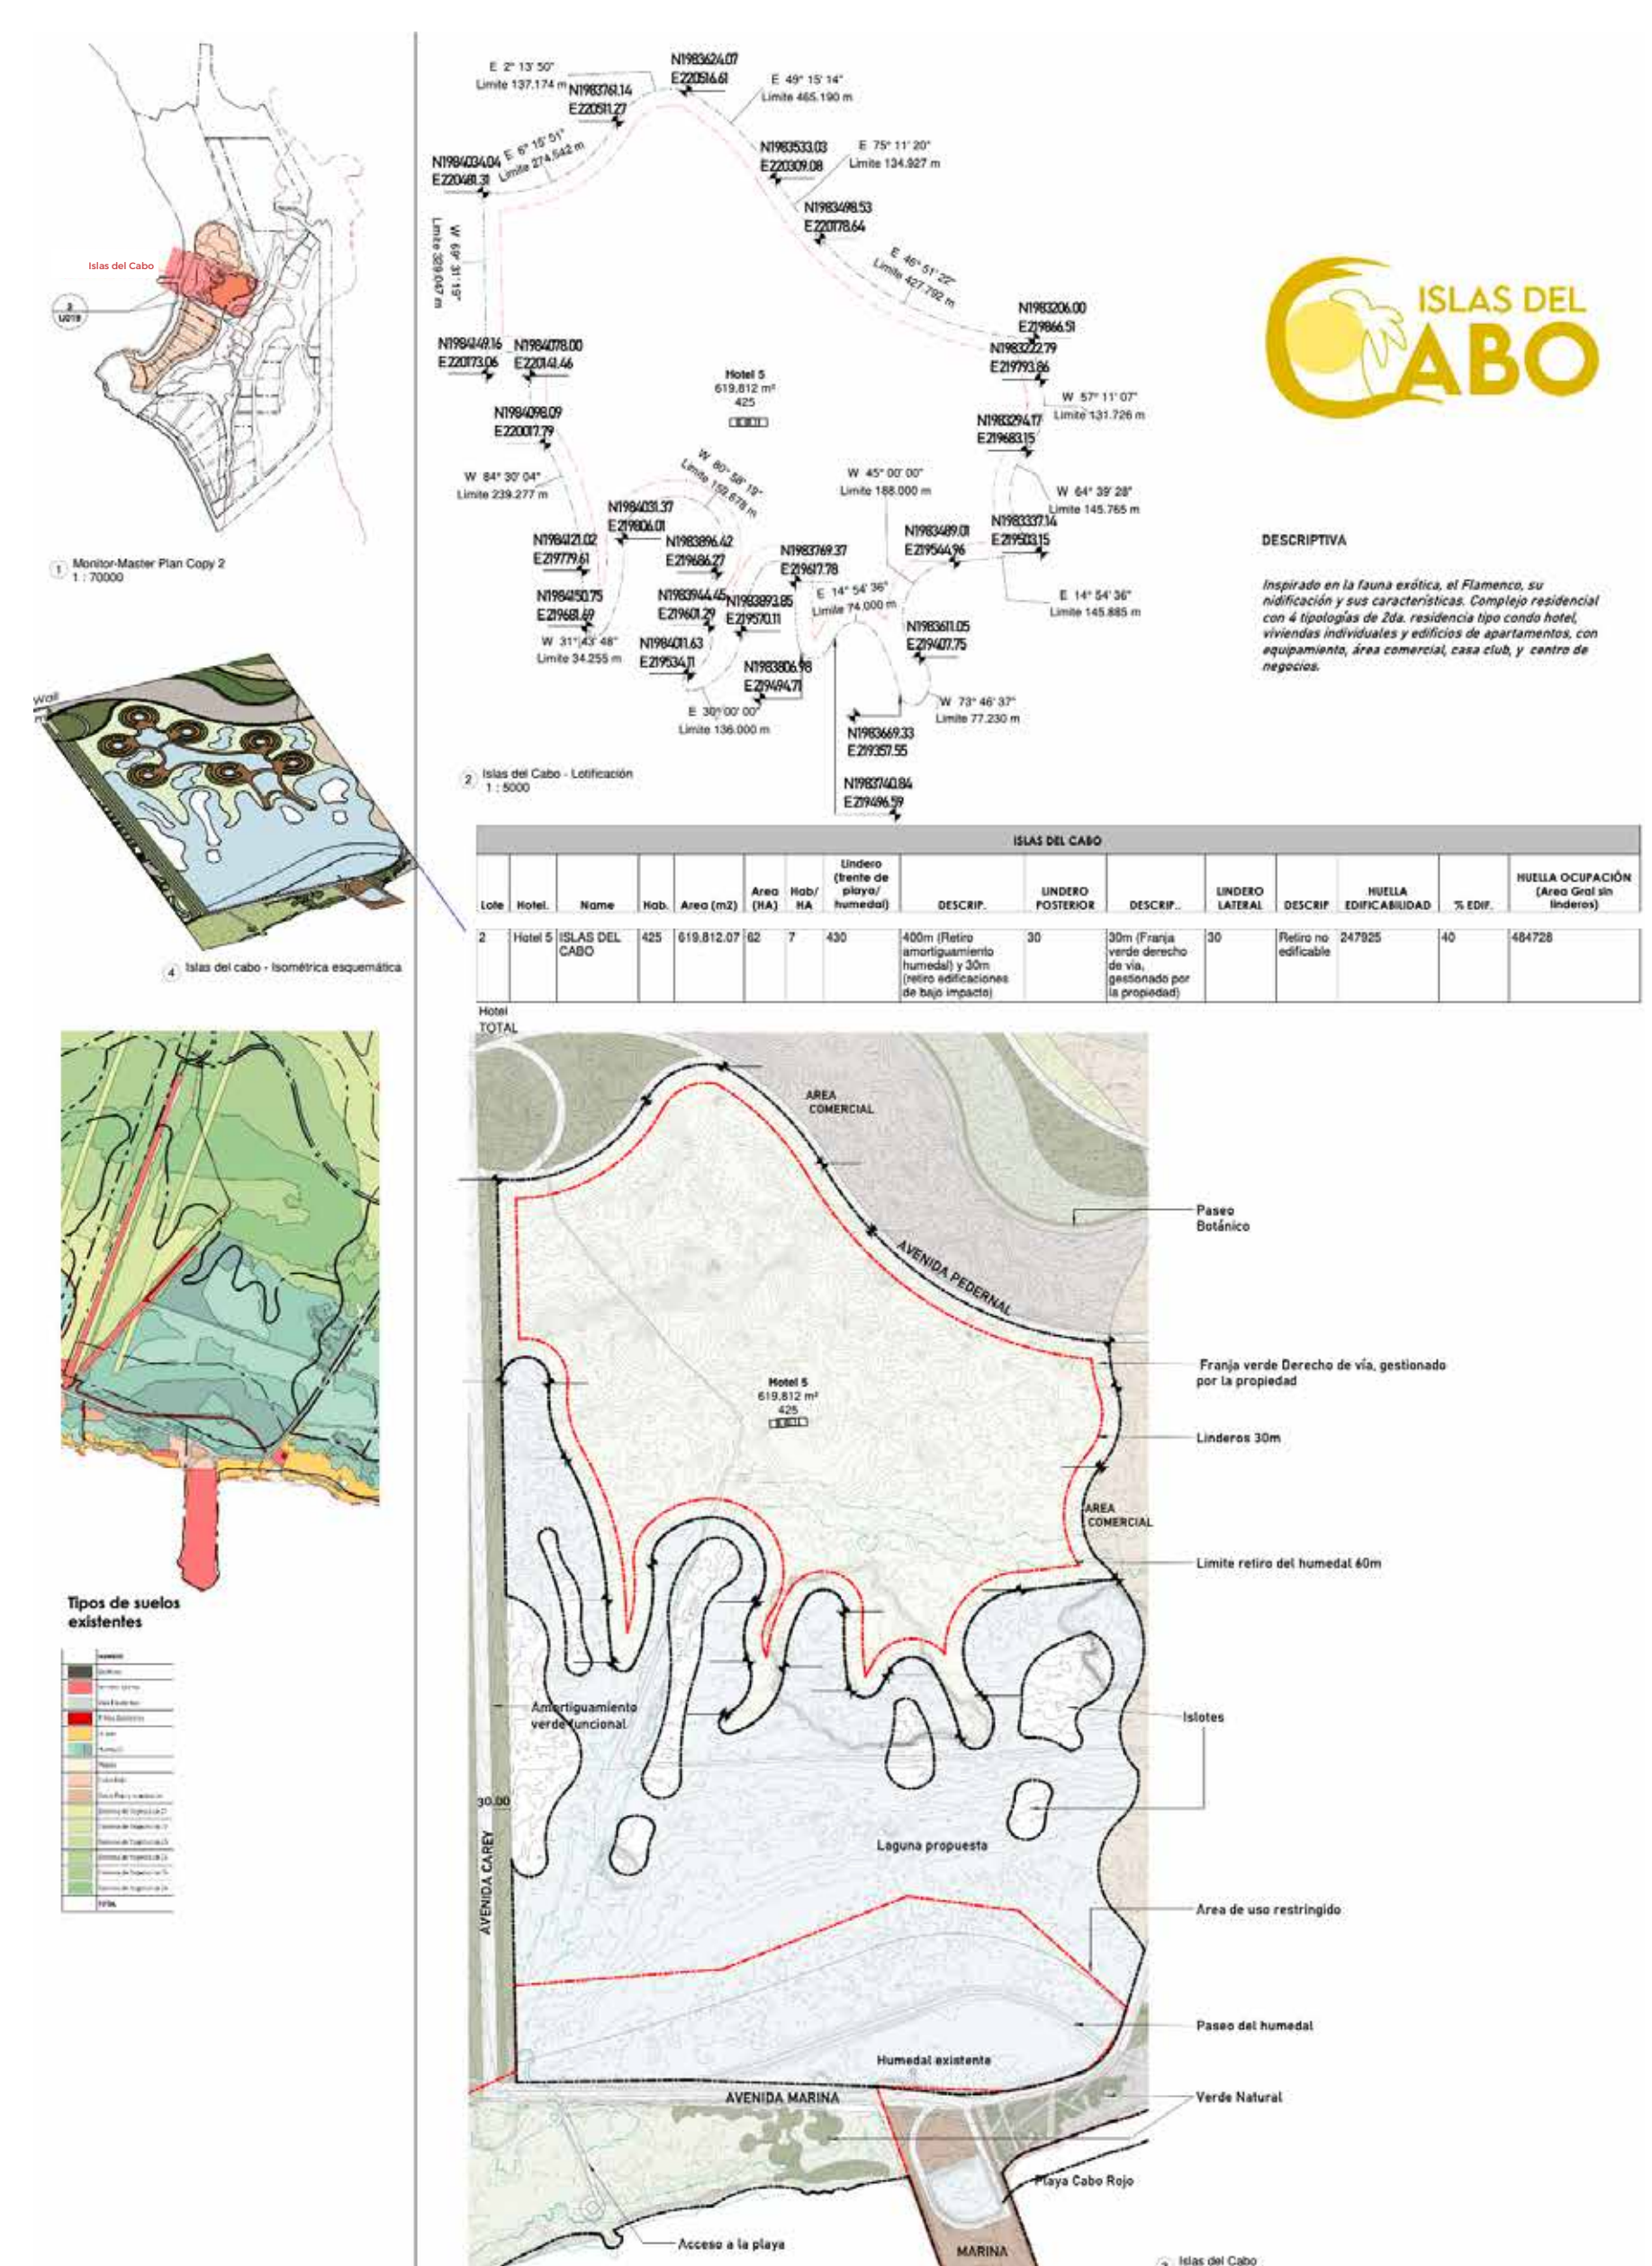 Islas del Cabo
3
U019
1
Monitor-Master Plan Copy 2
1 : 70000
E 2° 13' 50"
Limite 137.174 m
N1983624.07
E220516.61
N1983761.14
E220511.27
E 49° 15' 14"
Limite 465.190 m
N1984034.04
E220481.31
E 6° 15' 51"
Limite 274.542 m
N1983533.03
E220309.08
E 75° 11' 20"
Limite 134.927 m
N1983498.53
E220178.64
W 69° 31' 19"
Limite 329.047 m
E 46° 51' 22"
Limite 427.792 m
N1983206.00
E219866.51
N1984149.16
E220173.06
N1984078.00
E220141.46
N1983222.79
E219793.86
Hotel 5
619.812 m²
425
W 57° 11' 07"
Limite 131.726 m
N1984098.09
E220017.79
N1983294.17
E219683.15
W 84° 30' 04"
Limite 239.277 m
W 80° 58' 19"
W 45° 00' 00"
Limite 188.000 m
W 64° 39' 28"
Limite 145.765 m
N1984031.37
E219806.01
N1984121.02
E219779.61
N1983896.42
E219686.27
N1983769.37
E219617.78
N1983489.01
E219544.96
N1983337.14
E219503.15
N1984150.75
E219681.69
N1983944.45
E219601.29
N1983893.85
E219570.11
E 14° 54' 36"
Limite 74.000 m
E 14° 54' 36"
Limite 145.885 m
W 31° 43' 48"
Limite 34.255 m
N1984011.63
E219534.11
N1983806.98
E219494.71
N1983611.05
E219407.75
E 30° 00' 00"
Limite 136.000 m
W 73° 46' 37"
Limite 77.230 m
N1983669.33
E219357.55
N1983740.84
E219496.59
2
Islas del Cabo - Lotificación
1 : 5000
ISLAS DEL
CABO
DESCRIPTIVA
Inspirado en la fauna exótica, el Flamenco, su
nidificación y sus características. Complejo residencial
con 4 tipologías de 2da. residencia tipo condo hotel,
viviendas individuales y edificios de apartamentos, con
equipamiento, área comercial, casa club, y centro de
negocios.
4
Islas del cabo - Isométrica esquemática
ISLAS DEL CABO
Lote Hotel. Name Hab. Area (m2) Area (HA) Hab/ HA Lindero (frente de playa/ humedal) DESCRIP. LINDERO POSTERIOR DESCRIP.. LINDERO LATERAL DESCRIP HUELLA EDIFICABILIDAD % EDIF. HUELLA OCUPACIÓN (Area Gral sin linderos)
2 Hotel 5 ISLAS DEL CABO 425 619,812.07 62 7 430 400m (Retiro amortiguamiento humedal) y 30m (retiro edificaciones de bajo impacto) 30 30m (Franja verde derecho de via, gestionado por la propiedad) 30 Retiro no edificable 247925 40 484728
Hotel
TOTAL
AREA
COMERCIAL
Paseo
Botánico
AVENIDA PEDERNAL
Franja verde Derecho de vía, gestionado
por la propiedad
Hotel 5
619.812 m²
425
Linderos 30m
AREA
COMERCIAL
Limite retiro del humedal 60m
Amortiguamiento
verde funcional
Islotes
30.00
AVENIDA CAREY
Laguna propuesta
Area de uso restringido
Paseo del humedal
Humedal existente
AVENIDA MARINA
Verde Natural
Playa Cabo Rojo
Acceso a la playa
MARINA
Islas del Cabo
Tipos de suelos
existentes
TOTAL